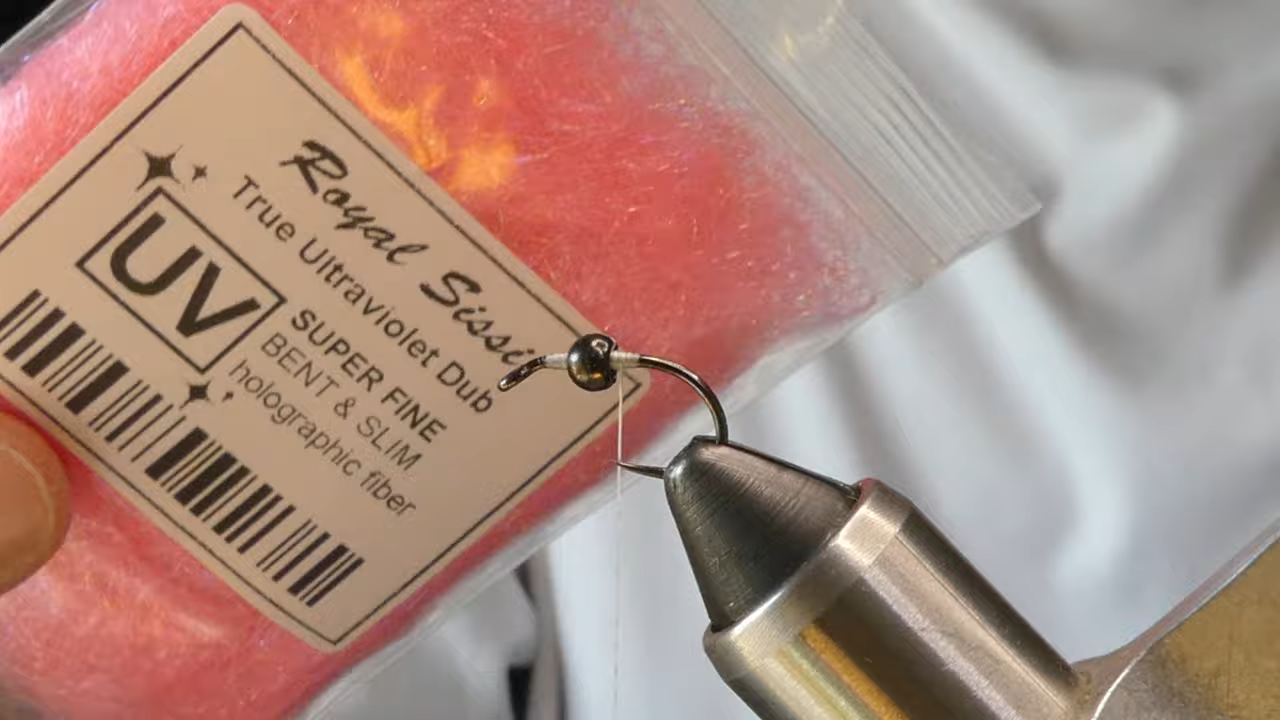 Royal Sissi
True Ultraviolet Dub
UV
SUPER FINE
BENT & SLIM
holographic fiber